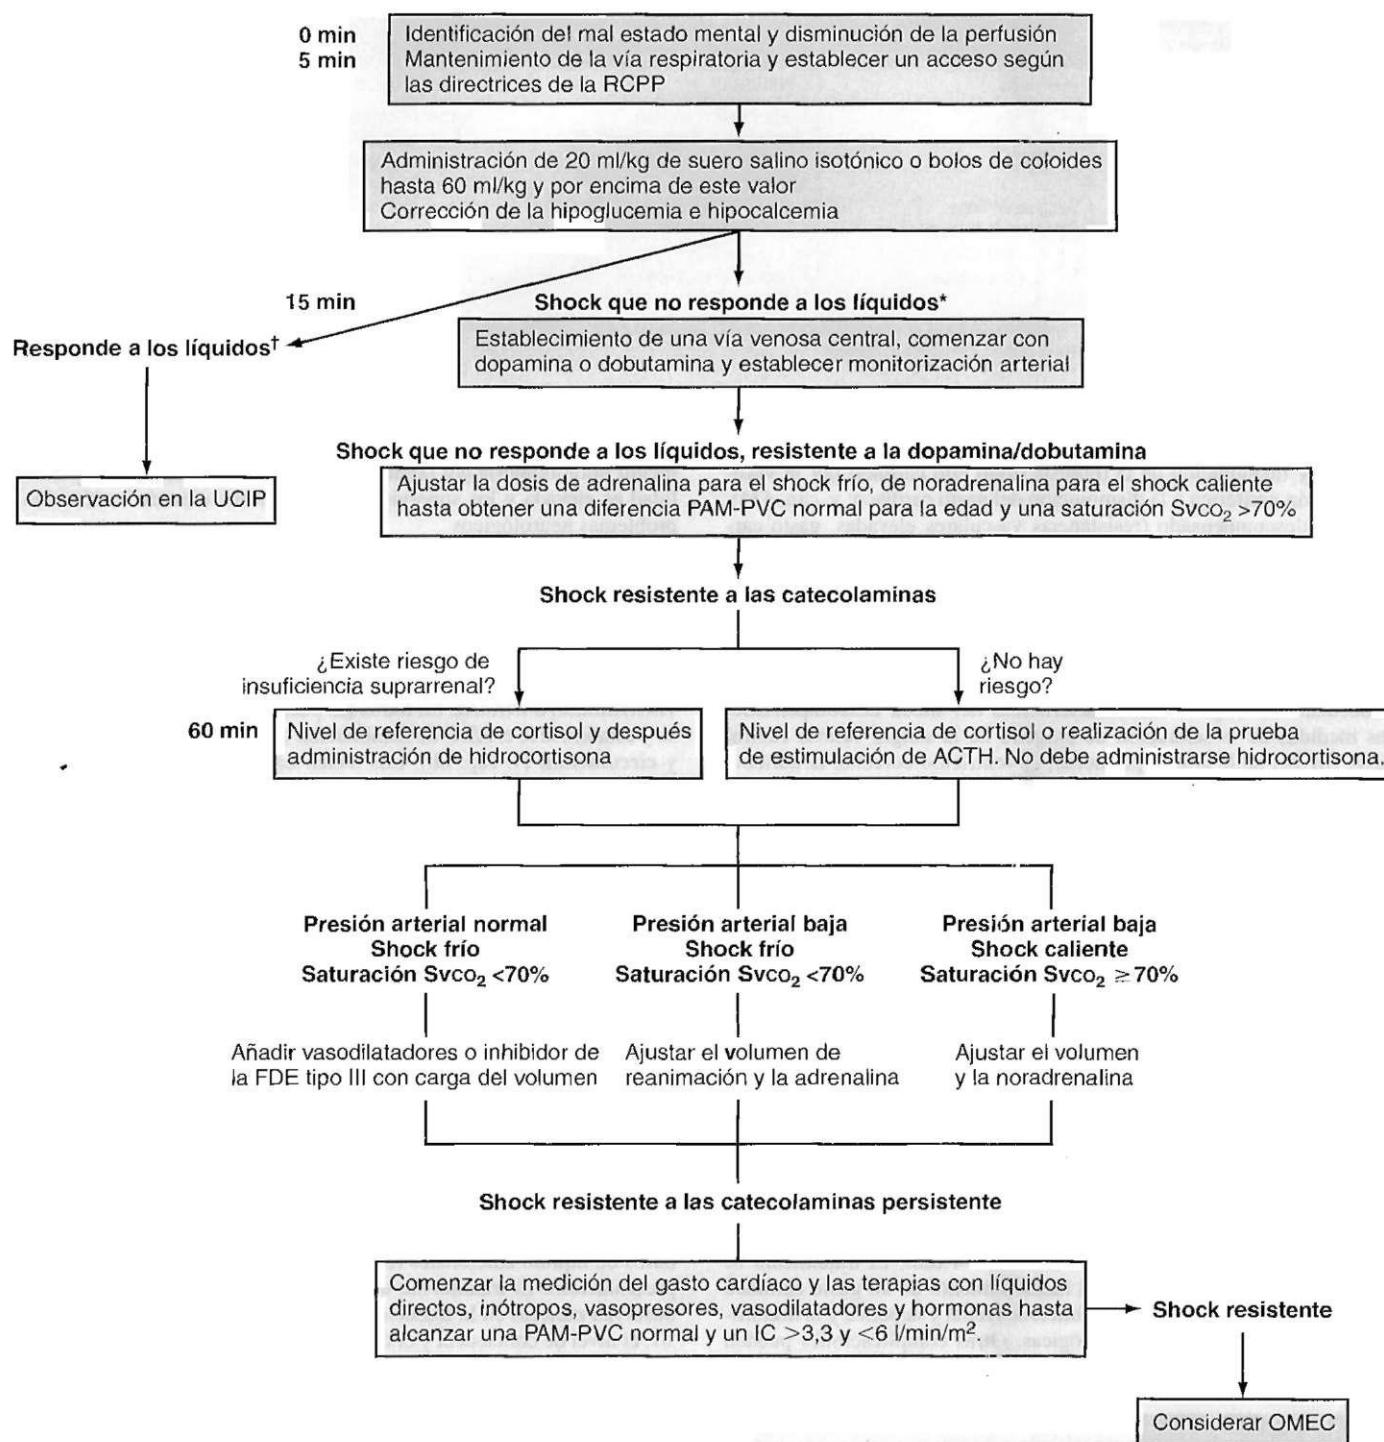 0 min
Identificación del mal estado mental y disminución de la perfusión
5 min
Mantenimiento de la vía respiratoria y establecer un acceso según
las directrices de la RCPP
Administración de 20 ml/kg de suero salino isotónico o bolos de coloides
hasta 60 ml/kg y por encima de este valor
Corrección de la hipoglucemia e hipocalcemia
15 min
Shock que no responde a los líquidos*
Responde a los líquidos†
Establecimiento de una vía venosa central, comenzar con
dopamina o dobutamina y establecer monitorización arterial
Observación en la UCIP
Shock que no responde a los líquidos, resistente a la dopamina/dobutamina
Ajustar la dosis de adrenalina para el shock frío, de noradrenalina para el shock caliente
hasta obtener una diferencia PAM-PVC normal para la edad y una saturación Svco₂ >70%
Shock resistente a las catecolaminas
¿Existe riesgo de
insuficiencia suprarrenal?
¿No hay
riesgo?
60 min
Nivel de referencia de cortisol y después
administración de hidrocortisona
Nivel de referencia de cortisol o realización de la prueba
de estimulación de ACTH. No debe administrarse hidrocortisona.
Presión arterial normal
Shock frío
Saturación Svco₂ <70%
Añadir vasodilatadores o inhibidor de
la FDE tipo III con carga del volumen
Presión arterial baja
Shock frío
Saturación Svco₂ <70%
Ajustar el volumen de
reanimación y la adrenalina
Presión arterial baja
Shock caliente
Saturación Svco₂ ≥70%
Ajustar el volumen
y la noradrenalina
Shock resistente a las catecolaminas persistente
Comenzar la medición del gasto cardíaco y las terapias con líquidos
directos, inótropos, vasopresores, vasodilatadores y hormonas hasta
alcanzar una PAM-PVC normal y un IC >3,3 y <6 l/min/m².
Shock resistente
Considerar OMEC